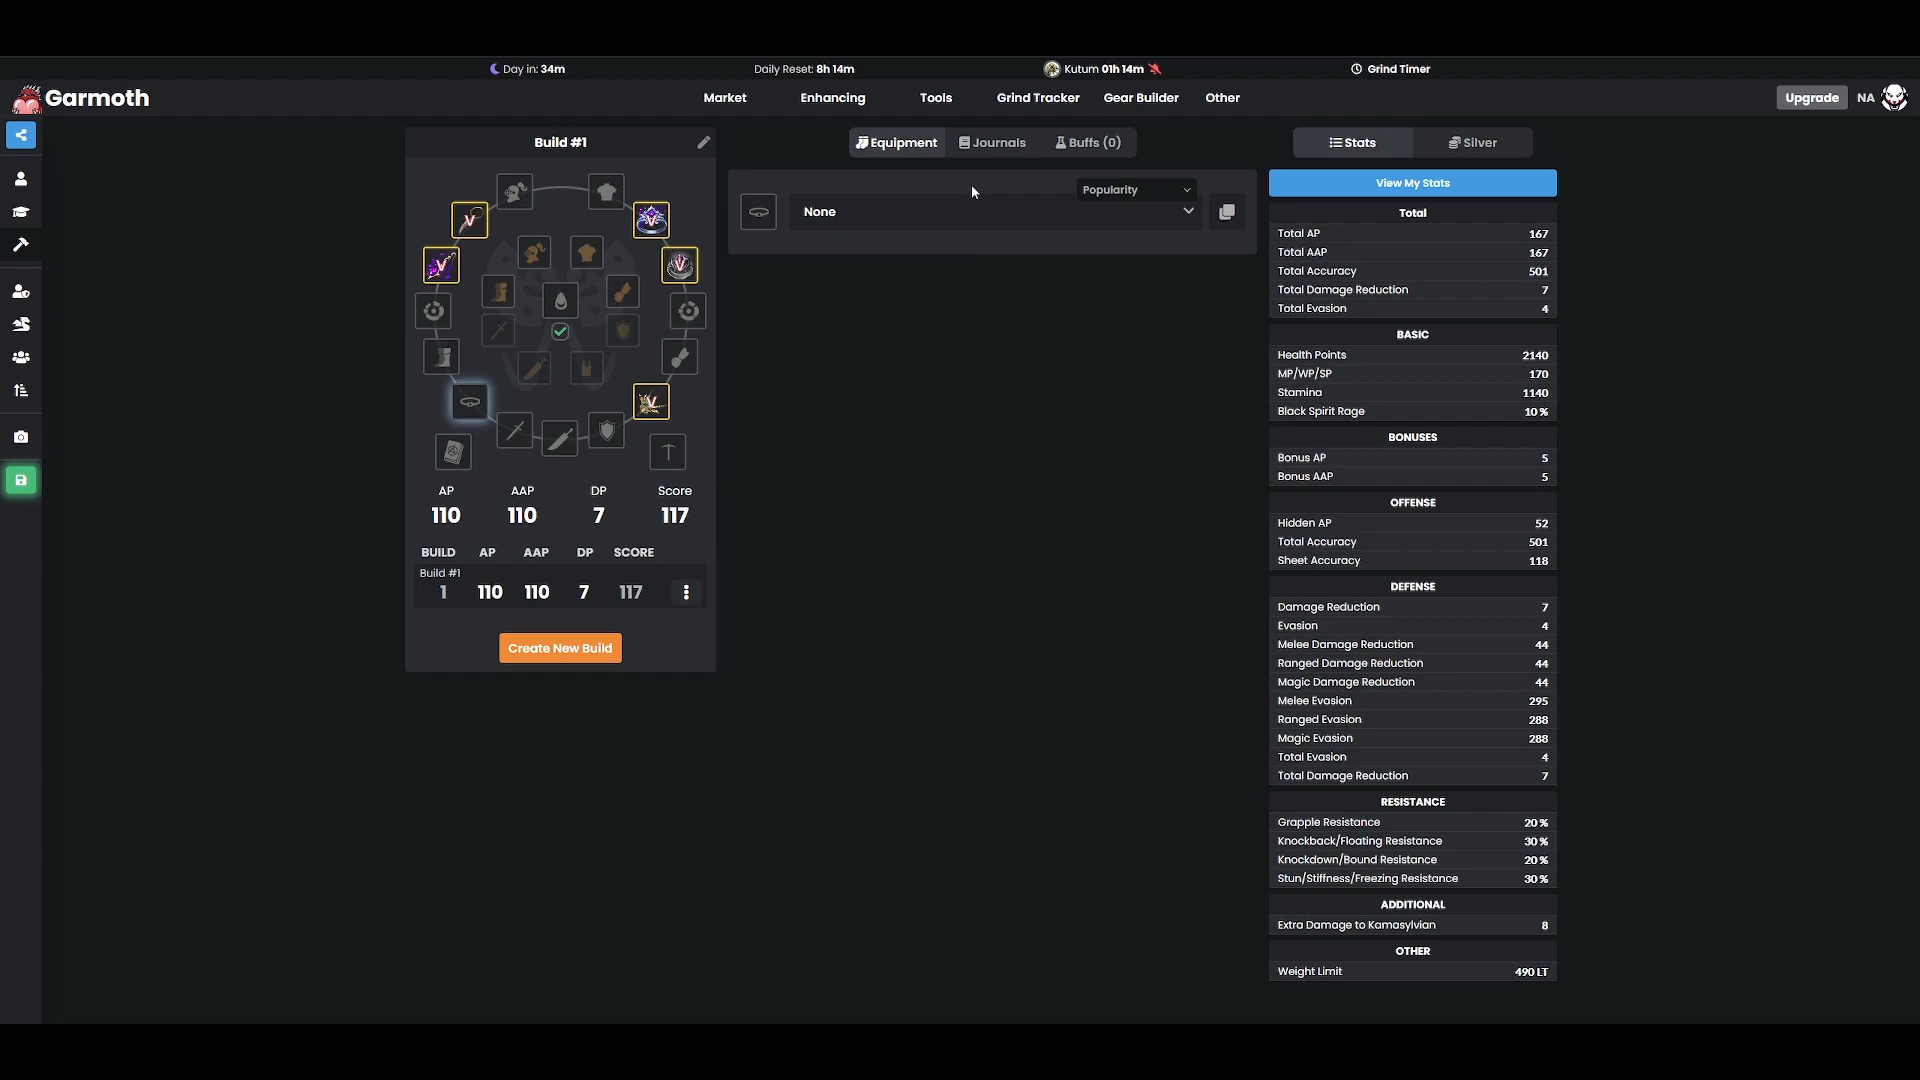 Day in: 34m
Daily Reset: 8h 14m
Kutum 01h 14m
Grind Timer
Garmoth
Market
Enhancing
Tools
Grind Tracker
Gear Builder
Other
Upgrade
NA
Build #1
Equipment
Journals
Buffs (0)
Stats
Silver
Popularity
None
View My Stats
V
V
V
V
AP
AAP
DP
Score
110
110
7
117
BUILD AP AAP DP SCORE
Build #1
1 110 110 7 117
Create New Build
Total
Total AP 167
Total AAP 167
Total Accuracy 501
Total Damage Reduction 7
Total Evasion 4
BASIC
Health Points 2140
MP/WP/SP 170
Stamina 1140
Black Spirit Rage 10 %
BONUSES
Bonus AP 5
Bonus AAP 5
OFFENSE
Hidden AP 52
Total Accuracy 501
Sheet Accuracy 118
DEFENSE
Damage Reduction 7
Evasion 4
Melee Damage Reduction 44
Ranged Damage Reduction 44
Magic Damage Reduction 44
Melee Evasion 295
Ranged Evasion 288
Magic Evasion 288
Total Evasion 4
Total Damage Reduction 7
RESISTANCE
Grapple Resistance 20 %
Knockback/Floating Resistance 30 %
Knockdown/Bound Resistance 20 %
Stun/Stiffness/Freezing Resistance 30 %
ADDITIONAL
Extra Damage to Kamasylvian 8
OTHER
Weight Limit 490 LT